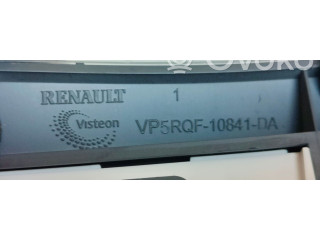 Ovoko
RENAULT 1
Visteon VP5RQF-10841-DA